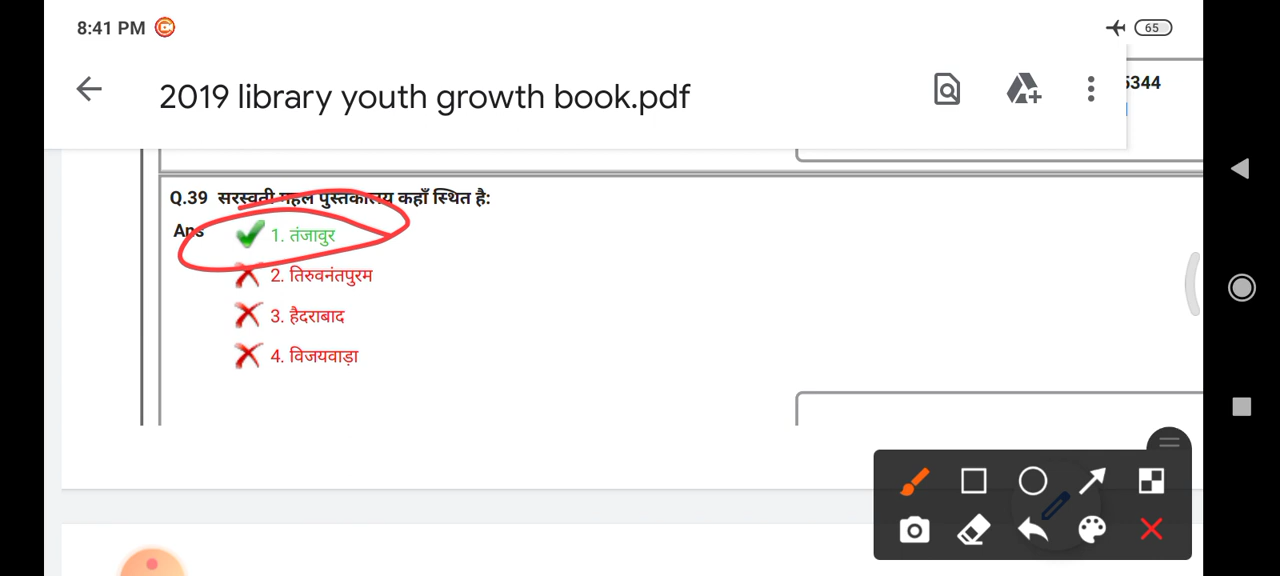 8:41 PM
65
2019 library youth growth book.pdf
5344
Q.39 सरस्वती महल पुस्तकालय कहाँ स्थित है:
Ans 1. तंजावुर
2. तिरुवनंतपुरम
3. हैदराबाद
4. विजयवाड़ा